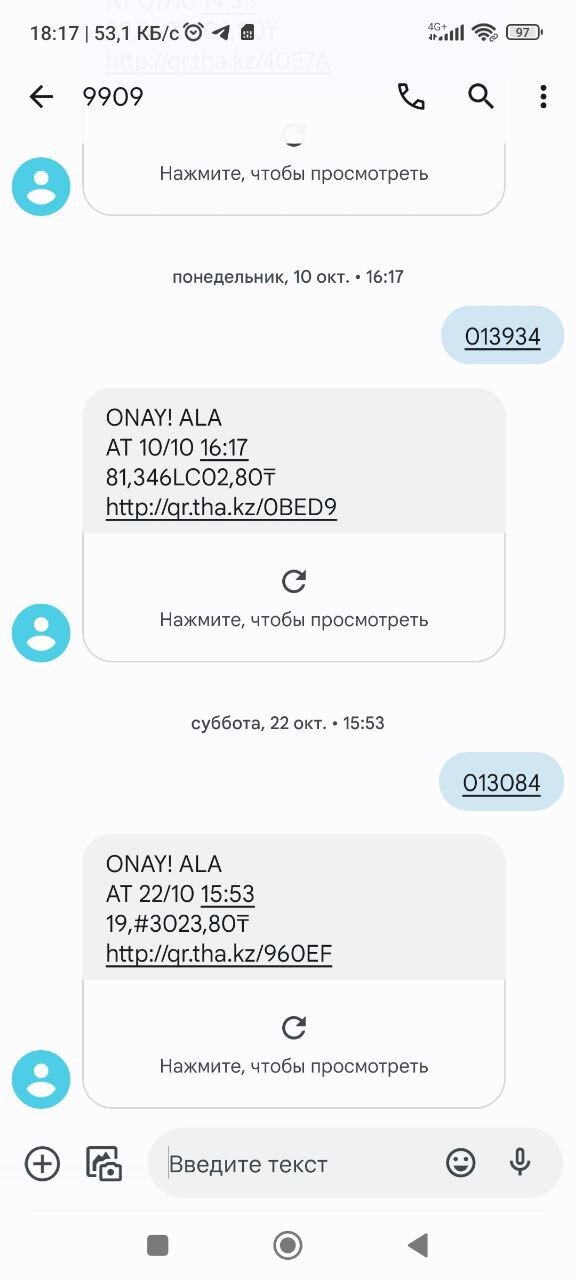 18:17 | 53,1 КБ/с
4G+
97
АТ 07/10 14:35
http://qr.tha.kz/4057A
9909
Нажмите, чтобы просмотреть
понедельник, 10 окт. • 16:17
013934
ONAY! ALA
AT 10/10 16:17
81,346LC02,80₸
http://qr.tha.kz/0BED9
Нажмите, чтобы просмотреть
суббота, 22 окт. • 15:53
013084
ONAY! ALA
AT 22/10 15:53
19,#3023,80₸
http://qr.tha.kz/960EF
Нажмите, чтобы просмотреть
Введите текст